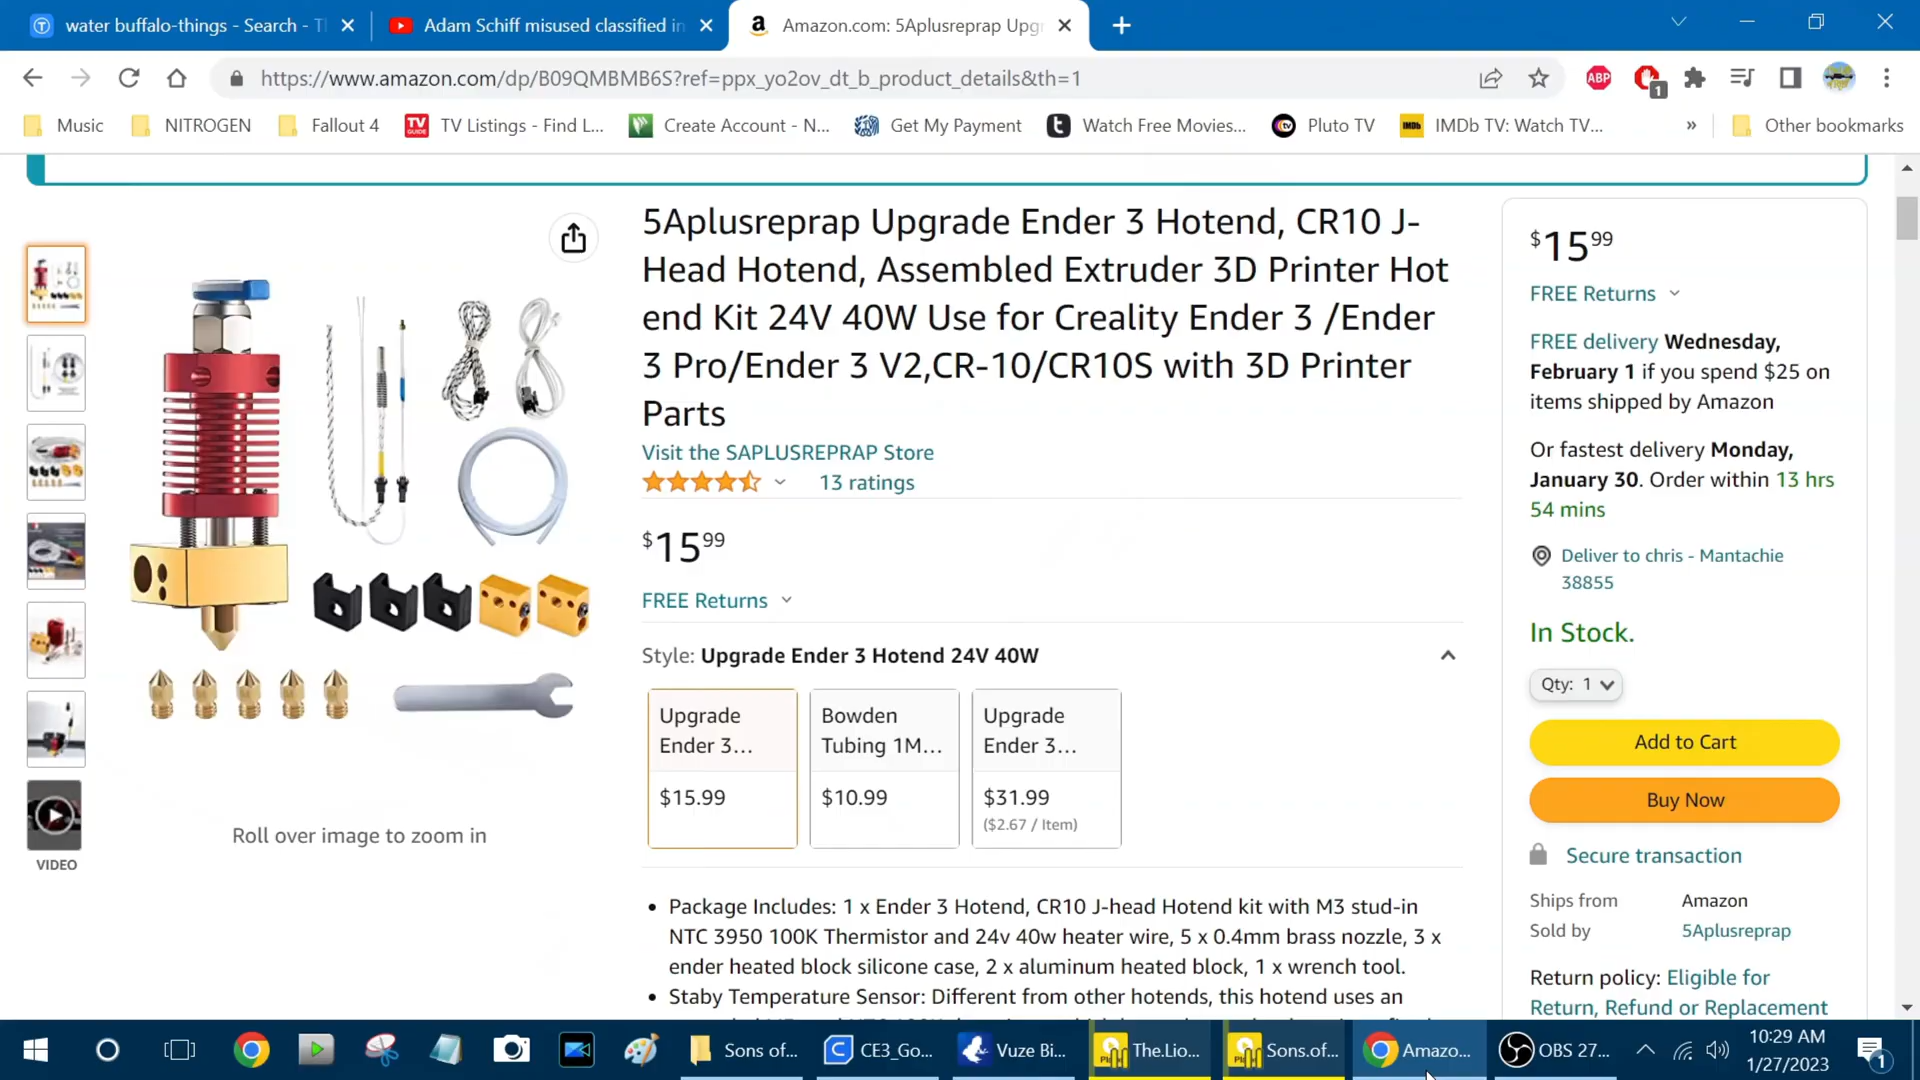 water buffalo-things - Search - T
Adam Schiff misused classified in
Amazon.com: 5Aplusreprap Upgr
https://www.amazon.com/dp/B09QMBMB6S?ref=ppx_yo2ov_dt_b_product_details&th=1
ABP
1
Music
NITROGEN
Fallout 4
TV Listings - Find L...
Create Account - N...
Get My Payment
Watch Free Movies...
Pluto TV
IMDb TV: Watch TV...
»
Other bookmarks
5Aplusreprap Upgrade Ender 3 Hotend, CR10 J-
Head Hotend, Assembled Extruder 3D Printer Hot
end Kit 24V 40W Use for Creality Ender 3 /Ender
3 Pro/Ender 3 V2,CR-10/CR10S with 3D Printer
Parts
Visit the SAPLUSREPRAP Store
13 ratings
$15 99
FREE Returns
Style: Upgrade Ender 3 Hotend 24V 40W
Upgrade
Ender 3...
$15.99
Bowden
Tubing 1M...
$10.99
Upgrade
Ender 3...
$31.99
($2.67 / Item)
Roll over image to zoom in
VIDEO
• Package Includes: 1 x Ender 3 Hotend, CR10 J-head Hotend kit with M3 stud-in
NTC 3950 100K Thermistor and 24v 40w heater wire, 5 x 0.4mm brass nozzle, 3 x
ender heated block silicone case, 2 x aluminum heated block, 1 x wrench tool.
• Staby Temperature Sensor: Different from other hotends, this hotend uses an
$15 99
FREE Returns
FREE delivery Wednesday,
February 1 if you spend $25 on
items shipped by Amazon
Or fastest delivery Monday,
January 30. Order within 13 hrs
54 mins
Deliver to chris - Mantachie
38855
In Stock.
Qty: 1
Add to Cart
Buy Now
Secure transaction
Ships from Amazon
Sold by 5Aplusreprap
Return policy: Eligible for
Return, Refund or Replacement
Sons of...
CE3_Go...
Vuze Bi...
The.Lio...
Sons.of...
Amazo...
OBS 27...
10:29 AM
1/27/2023
1